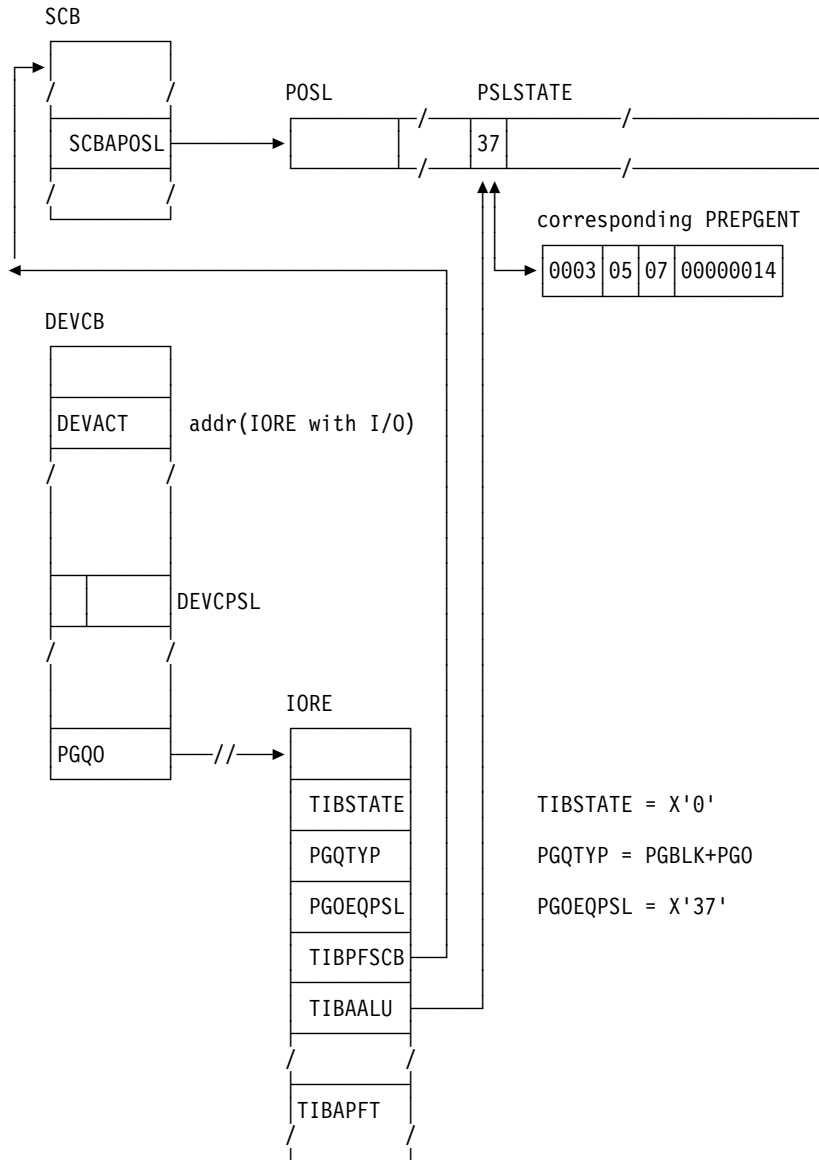 SCB
POSL PSLSTATE
SCBAPOSL 37
corresponding PREPGENT
0003 05 07 00000014
DEVCB
DEVACT addr(IORE with I/O)
DEVCPSL
IORE
PGQO
TIBSTATE TIBSTATE = X'0'
PGQTYP PGQTYP = PGBLK+PGO
PGOEQPSL PGOEQPSL = X'37'
TIBPFSCB
TIBAALU
TIBAPFT